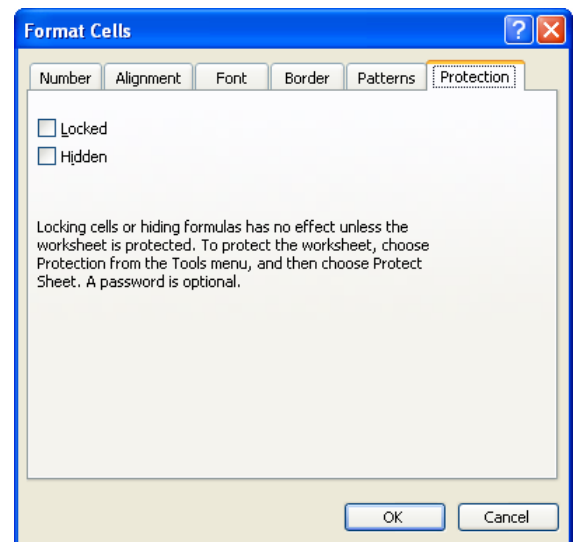 Format Cells
Number Alignment Font Border Patterns Protection
Locked
Hidden
Locking cells or hiding formulas has no effect unless the
worksheet is protected. To protect the worksheet, choose
Protection from the Tools menu, and then choose Protect
Sheet. A password is optional.
OK Cancel